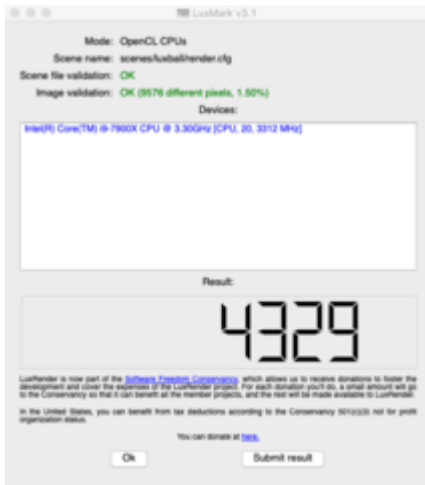 LuxMark v3.1
Mode: OpenCL CPUs
Scene name: scenes/luxball/render.cfg
Scene file validation: OK
Image validation: OK (9576 different pixels, 1.50%)
Devices:
Intel(R) Core(TM) i9-7900X CPU @ 3.30GHz [CPU, 20, 3312 MHz]
Result:
4329
LuxRender is now part of the Software Freedom Conservancy, which allows us to receive donations to foster the
development and cover the expenses of the LuxRender project. For each donation you'll do, a small amount will go
to the Conservancy so that it can benefit all the member projects, and the rest will be made available to LuxRender.
In the United States, you can benefit from tax deductions according to the Conservancy 501(c)(3) not for profit
organization status.
You can donate at here.
Ok Submit result